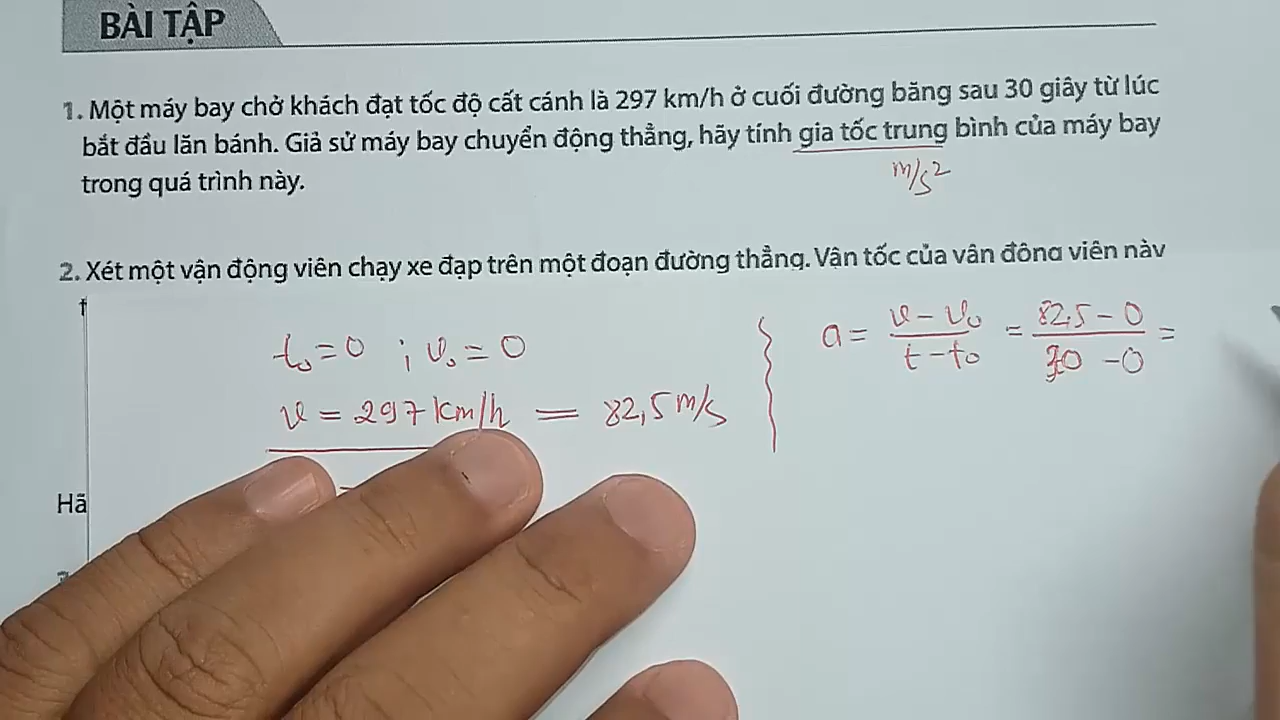 BÀI TẬP
1. Một máy bay chở khách đạt tốc độ cất cánh là 297 km/h ở cuối đường băng sau 30 giây từ lúc
bắt đầu lăn bánh. Giả sử máy bay chuyển động thẳng, hãy tính gia tốc trung bình của máy bay
trong quá trình này.
m/s²
2. Xét một vận động viên chạy xe đạp trên một đoạn đường thẳng. Vận tốc của vận động viên này
t₀ = 0 ; v₀ = 0
v = 297 km/h = 82,5 m/s
a = (v - v₀)/(t - t₀) = (82,5 - 0)/(30 - 0) =
Hã